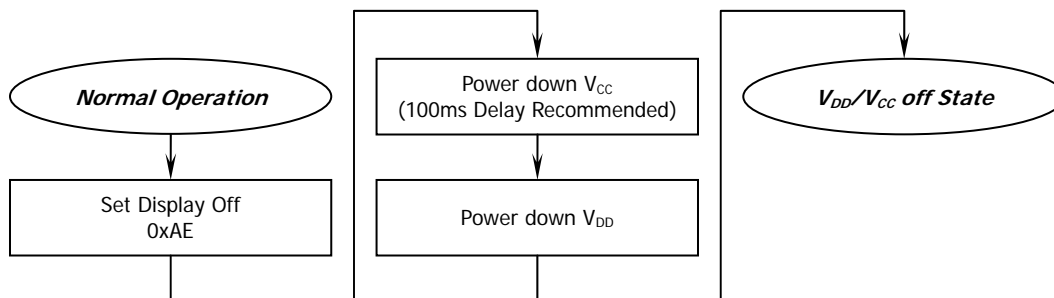 Normal Operation
Set Display Off
0xAE
Power down VCC
(100ms Delay Recommended)
Power down VDD
VDD/VCC off State